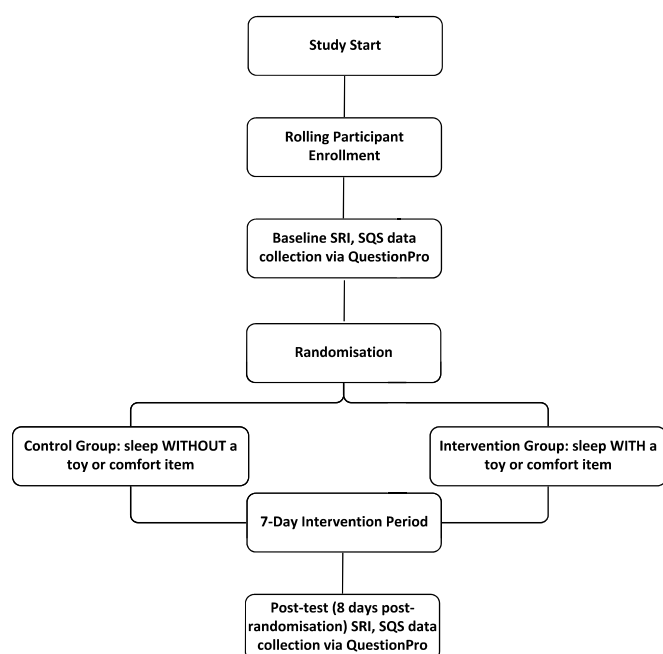 Study Start
Rolling Participant
Enrollment
Baseline SRI, SQS data
collection via QuestionPro
Randomisation
Control Group: sleep WITHOUT a
toy or comfort item
Intervention Group: sleep WITH a
toy or comfort item
7-Day Intervention Period
Post-test (8 days post-
randomisation) SRI, SQS data
collection via QuestionPro